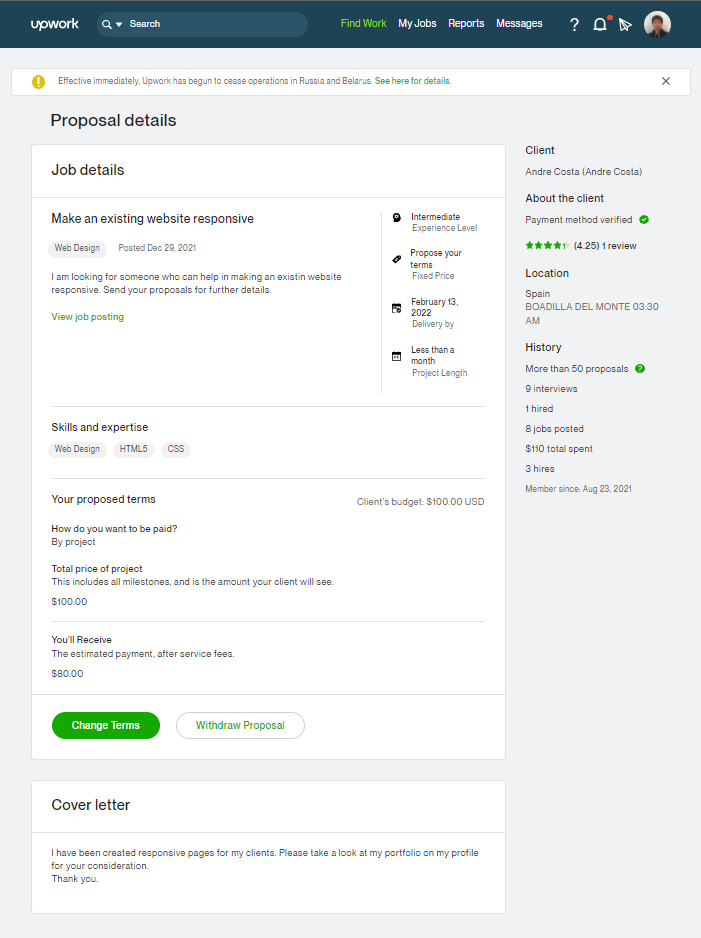 upwork
Search
Find Work
My Jobs
Reports
Messages
?
Effective immediately, Upwork has begun to cease operations in Russia and Belarus. See here for details.
Proposal details
Job details
Make an existing website responsive
Web Design
Posted Dec 29, 2021
I am looking for someone who can help in making an existin website
responsive. Send your proposals for further details.
View job posting
Intermediate
Experience Level
Propose your
terms
Fixed Price
February 13,
2022
Delivery by
Less than a
month
Project Length
Skills and expertise
Web Design
HTML5
CSS
Your proposed terms
Client's budget: $100.00 USD
How do you want to be paid?
By project
Total price of project
This includes all milestones, and is the amount your client will see.
$100.00
You'll Receive
The estimated payment, after service fees.
$80.00
Change Terms
Withdraw Proposal
Cover letter
I have been created responsive pages for my clients. Please take a look at my portfolio on my profile
for your consideration.
Thank you.
Client
Andre Costa (Andre Costa)
About the client
Payment method verified
(4.25) 1 review
Location
Spain
BOADILLA DEL MONTE 03:30
AM
History
More than 50 proposals ?
9 interviews
1 hired
8 jobs posted
$110 total spent
3 hires
Member since: Aug 23, 2021